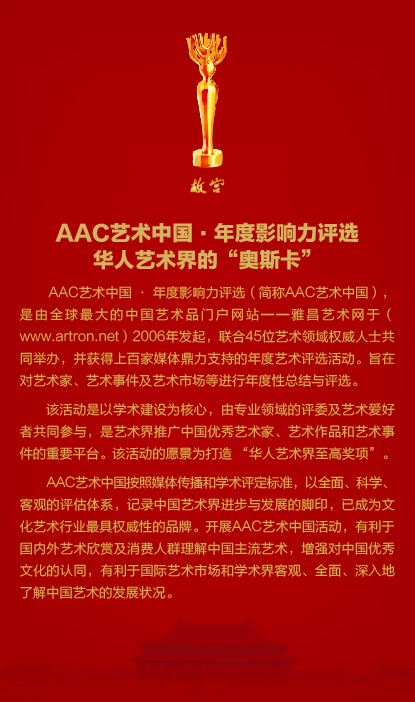 故宫
AAC艺术中国·年度影响力评选
华人艺术界的“奥斯卡”
AAC艺术中国 · 年度影响力评选（简称AAC艺术中国），
是由全球最大的中国艺术品门户网站一一雅昌艺术网于（
www.artron.net）2006年发起，联合45位艺术领域权威人士共
同举办，并获得上百家媒体鼎力支持的年度艺术评选活动。旨在
对艺术家、艺术事件及艺术市场等进行年度性总结与评选。
该活动是以学术建设为核心，由专业领域的评委及艺术爱好
者共同参与，是艺术界推广中国优秀艺术家、艺术作品和艺术事
件的重要平台。该活动的愿景为打造 “华人艺术界至高奖项” 。
AAC艺术中国按照媒体传播和学术评定标准，以全面、科学、
客观的评估体系，记录中国艺术界进步与发展的脚印，已成为文
化艺术行业最具权威性的品牌。开展AAC艺术中国活动，有利于
国内外艺术欣赏及消费人群理解中国主流艺术，增强对中国优秀
文化的认同，有利于国际艺术市场和学术界客观、全面、深入地
了解中国艺术的发展状况。